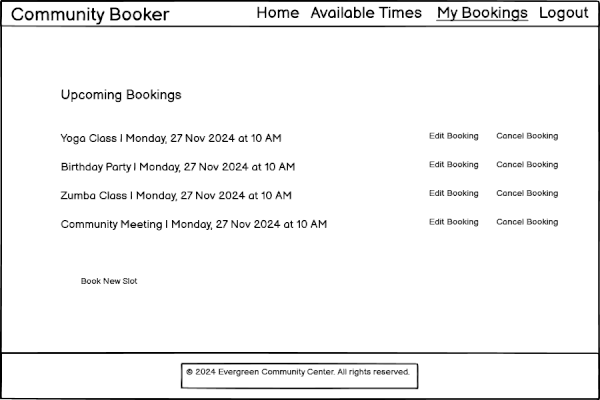 Community Booker Home Available Times My Bookings Logout
Upcoming Bookings
Yoga Class | Monday, 27 Nov 2024 at 10 AM Edit Booking Cancel Booking
Birthday Party | Monday, 27 Nov 2024 at 10 AM Edit Booking Cancel Booking
Zumba Class | Monday, 27 Nov 2024 at 10 AM Edit Booking Cancel Booking
Community Meeting | Monday, 27 Nov 2024 at 10 AM Edit Booking Cancel Booking
Book New Slot
© 2024 Evergreen Community Center. All rights reserved.